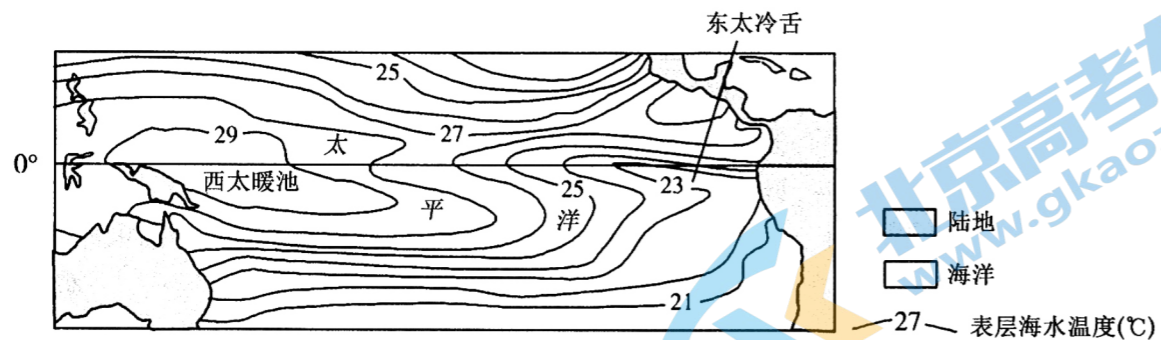 东太冷舌
25
27
29
太
0°
西太暖池
23
25
平
洋
21
陆地
海洋
27 表层海水温度(℃)
北京高考
www.gkao